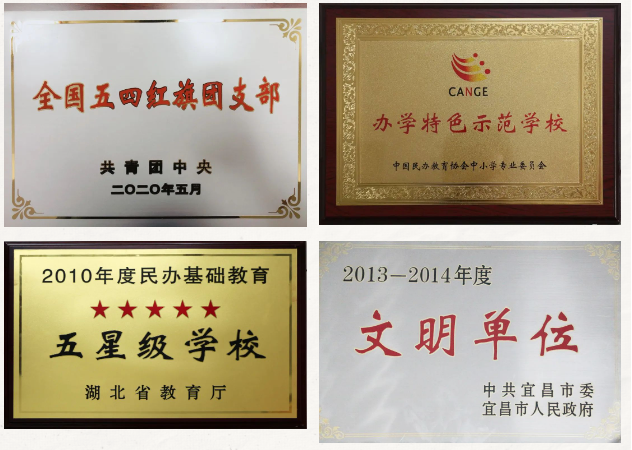 全国五四红旗团支部
共青团中央
二〇二〇年五月
CANGE
办学特色示范学校
中国民办教育协会中小学专业委员会
2010年度民办基础教育
★★★★★
五星级学校
湖北省教育厅
2013-2014年度
文明单位
中共宜昌市委
宜昌市人民政府